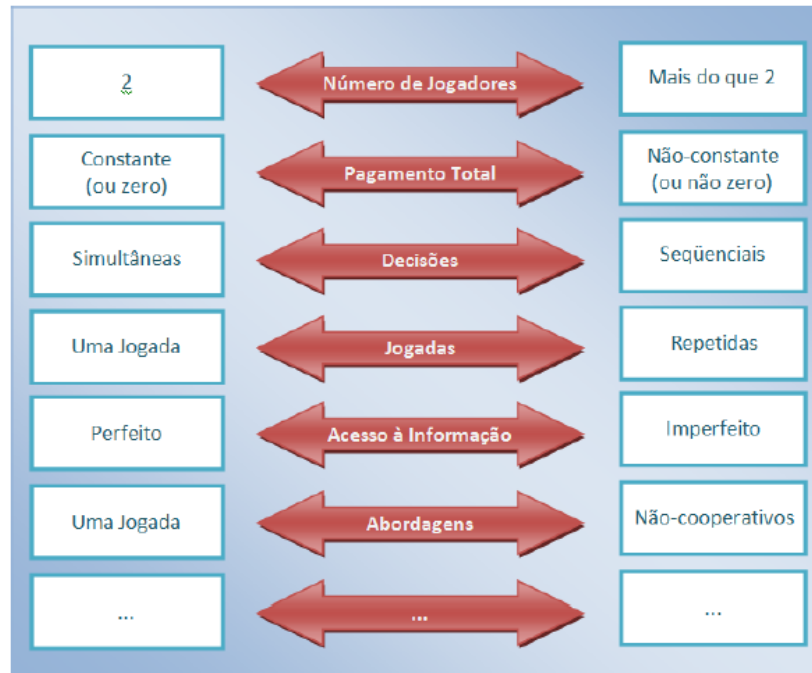 2
Número de Jogadores
Mais do que 2
Constante
(ou zero)
Pagamento Total
Não-constante
(ou não zero)
Simultâneas
Decisões
Seqüenciais
Uma Jogada
Jogadas
Repetidas
Perfeito
Acesso à Informação
Imperfeito
Uma Jogada
Abordagens
Não-cooperativos
...
...
...